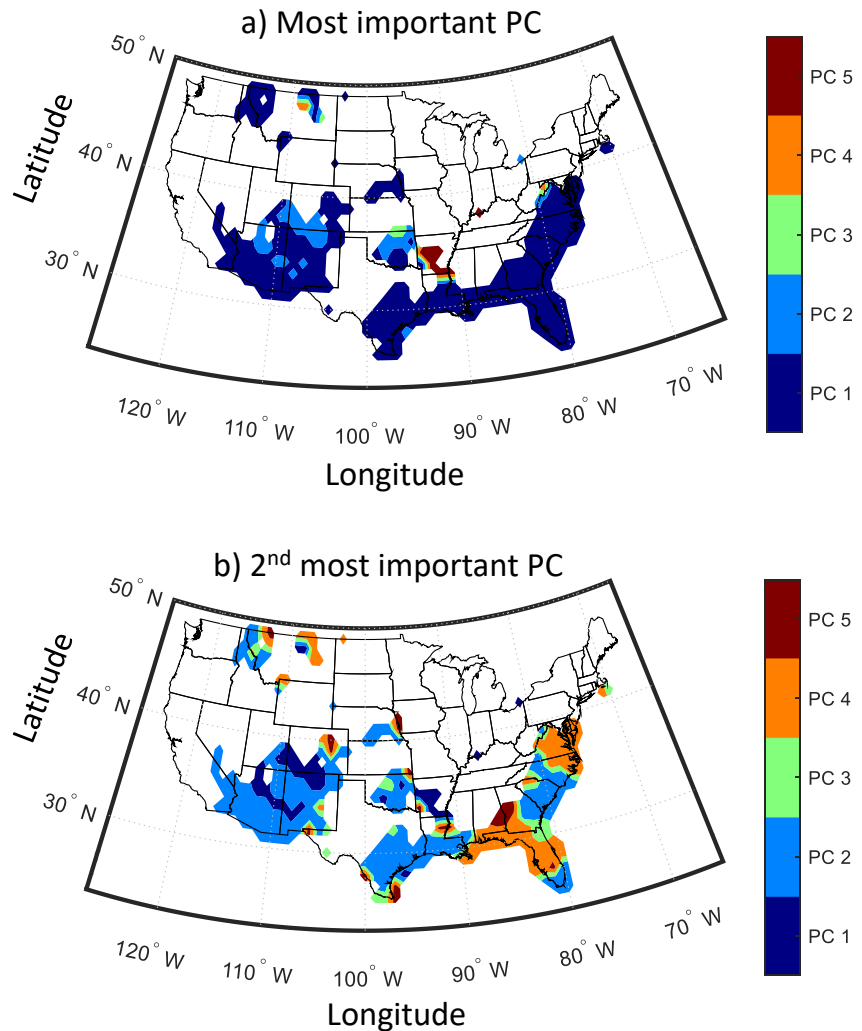 a) Most important PC
50° N
40° N
30° N
Latitude
120° W
110° W
100° W
90° W
80° W
70° W
Longitude
PC 5
PC 4
PC 3
PC 2
PC 1
b) 2nd most important PC
50° N
40° N
30° N
Latitude
120° W
110° W
100° W
90° W
80° W
70° W
Longitude
PC 5
PC 4
PC 3
PC 2
PC 1